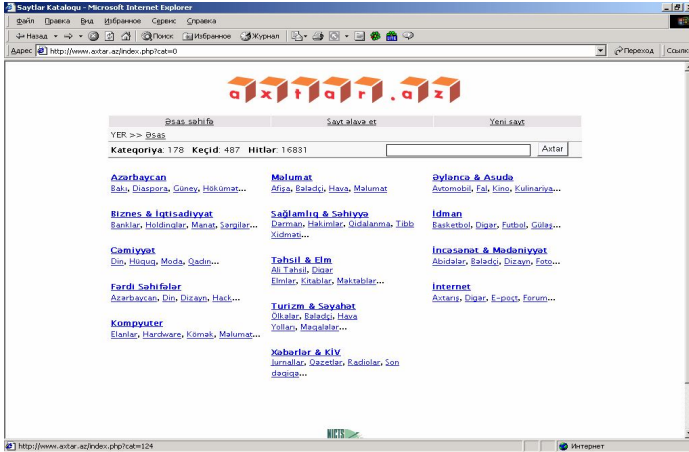 Saytlar Kataloqu - Microsoft Internet Explorer
Файл Правка Вид Избранное Сервис Справка
Назад Поиск Избранное Журнал
Адрес http://www.axtar.az/index.php?cat=0 Переход Ссылки
axtar.az
Əsas səhifə Sayt əlavə et Yeni sayt
YER >> Əsas
Kateqoriya: 178 Keçid: 487 Hitlər: 16831 Axtar
Azərbaycan
Bakı, Diaspora, Güney, Hökümət...
Biznes & Iqtisadiyyat
Banklar, Holdinqlər, Manat, Sərgilər...
Cəmiyyət
Din, Hüquq, Moda, Qadın...
Fərdi Səhifələr
Azərbaycan, Din, Dizayn, Hack...
Kompyuter
Elanlar, Hardware, Kömək, Məlumat...
Məlumat
Afişa, Bələdçi, Hava, Məlumat
Sağlamlıq & Səhiyyə
Dərman, Həkimlər, Qidalanma, Tibb
Xidməti...
Təhsil & Elm
Ali Təhsil, Digər
Elmlər, Kitablar, Məktəblər...
Turizm & Səyahət
Ölkələr, Bələdçi, Hava
Yolları, Məqalələr...
Xəbərlər & KİV
Jurnallar, Qəzetlər, Radiolar, Son
dəqiqə...
Əyləncə & Asudə
Avtomobil, Fal, Kino, Kulinariya...
İdman
Basketbol, Digər, Futbol, Güləş...
İncəsənət & Mədəniyyət
Abidələr, Bələdçi, Dizayn, Foto...
İnternet
Axtarış, Digər, E-poçt, Forum...
NICTS
http://www.axtar.az/index.php?cat=124 Интернет